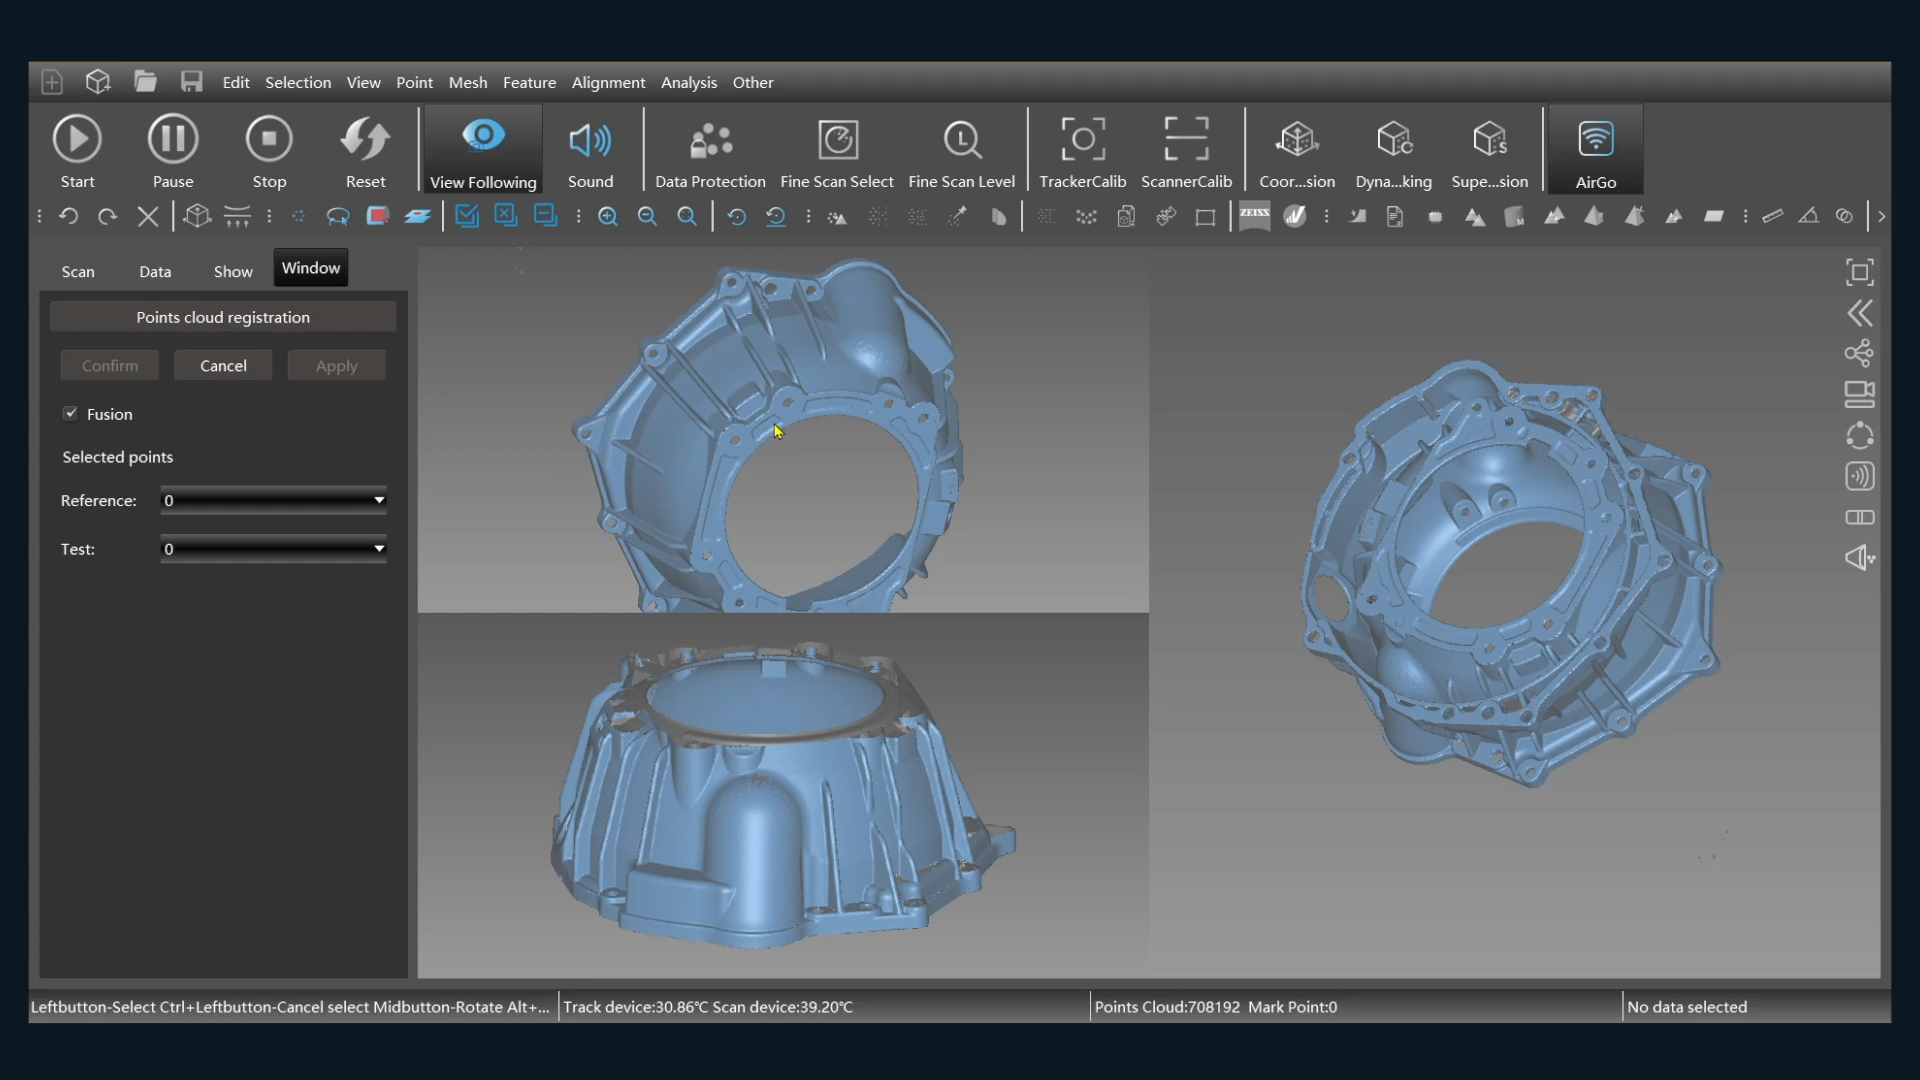 Edit Selection View Point Mesh Feature Alignment Analysis Other
Start Pause Stop Reset View Following Sound Data Protection Fine Scan Select Fine Scan Level TrackerCalib ScannerCalib Coor...sion Dyna...king Supe...sion AirGo
ZEISS
Scan Data Show Window
Points cloud registration
Confirm Cancel Apply
Fusion
Selected points
Reference: 0
Test: 0
Leftbutton-Select Ctrl+Leftbutton-Cancel select Midbutton-Rotate Alt+... Track device:30.86℃ Scan device:39.20℃ Points Cloud:708192 Mark Point:0 No data selected